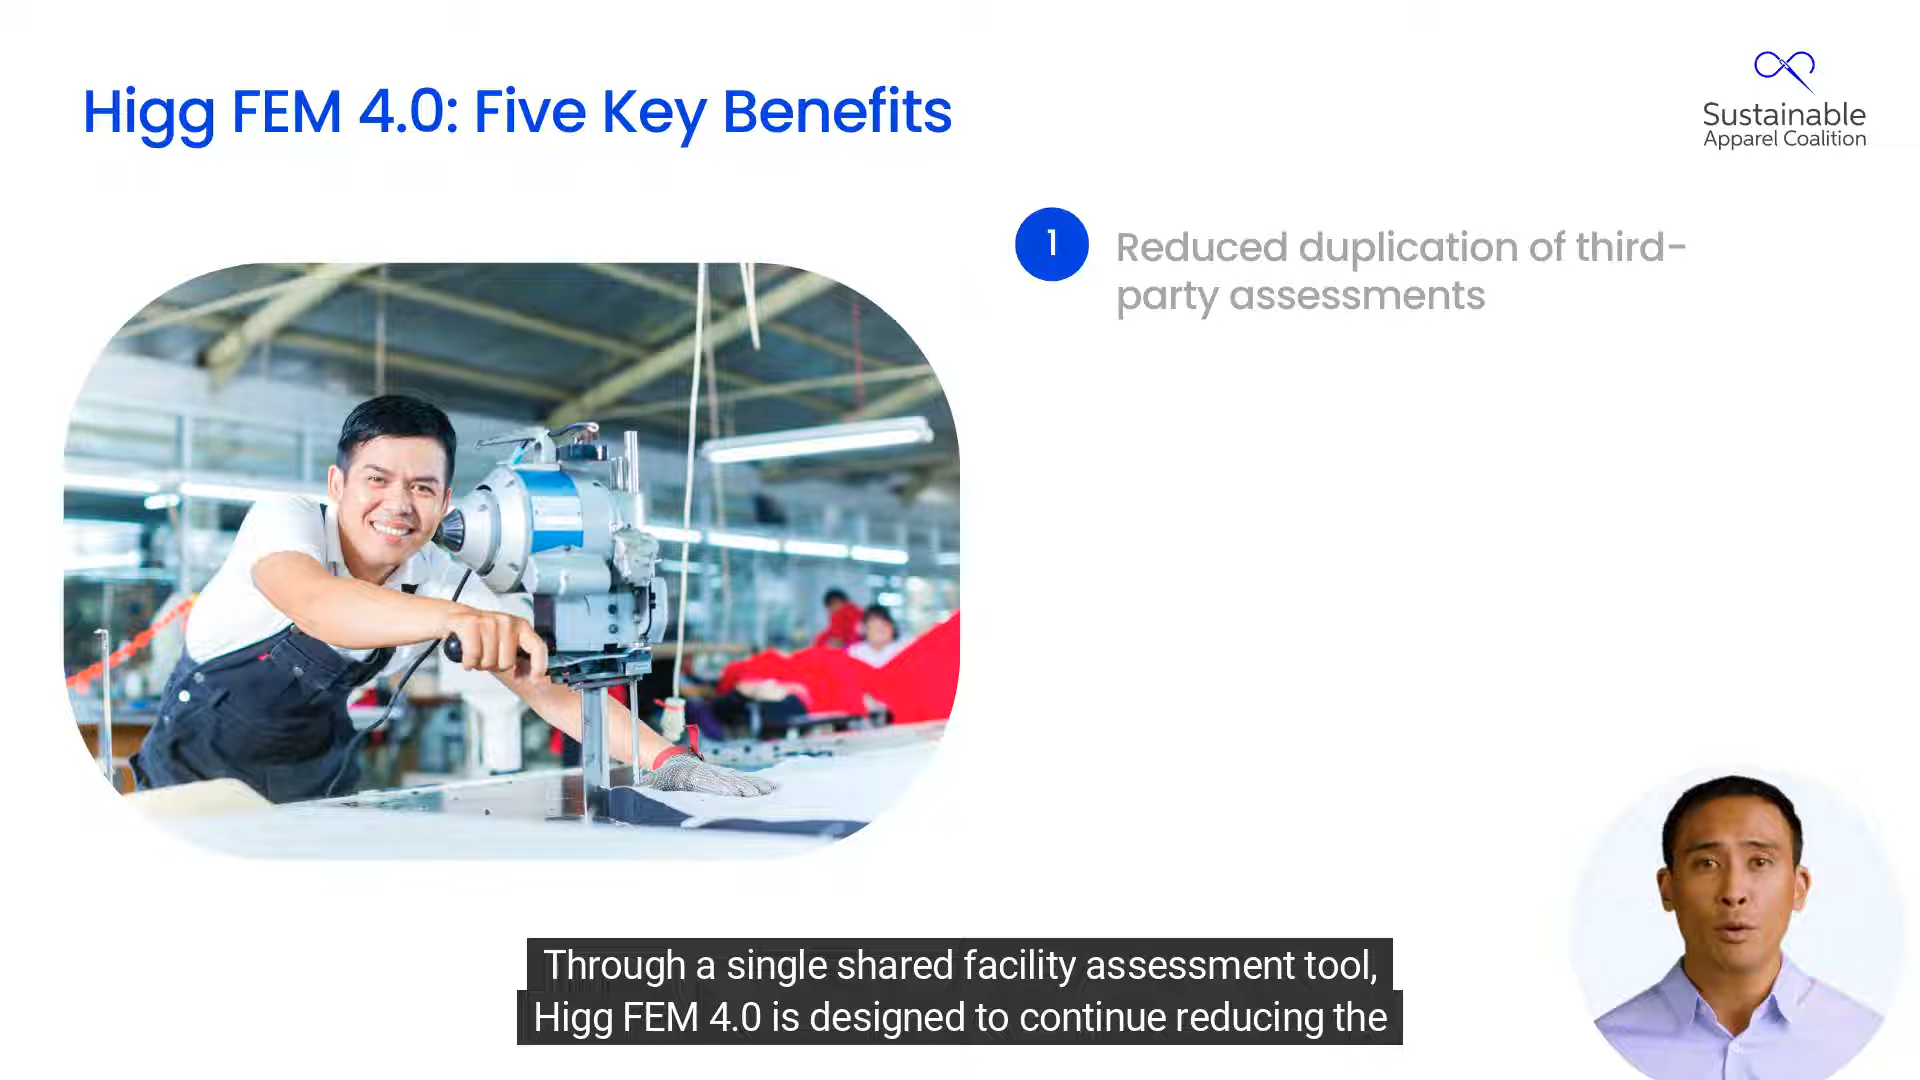 Higg FEM 4.0: Five Key Benefits
Sustainable
Apparel Coalition
1
Reduced duplication of third-
party assessments
Through a single shared facility assessment tool,
Higg FEM 4.0 is designed to continue reducing the